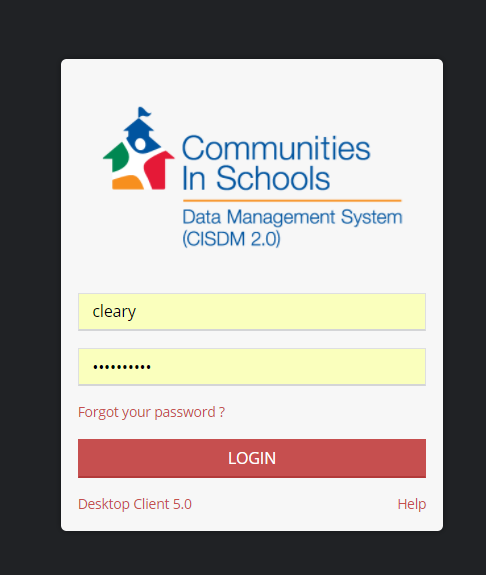 Communities
In Schools
Data Management System
(CISDM 2.0)
cleary
••••••••••
Forgot your password ?
LOGIN
Desktop Client 5.0
Help